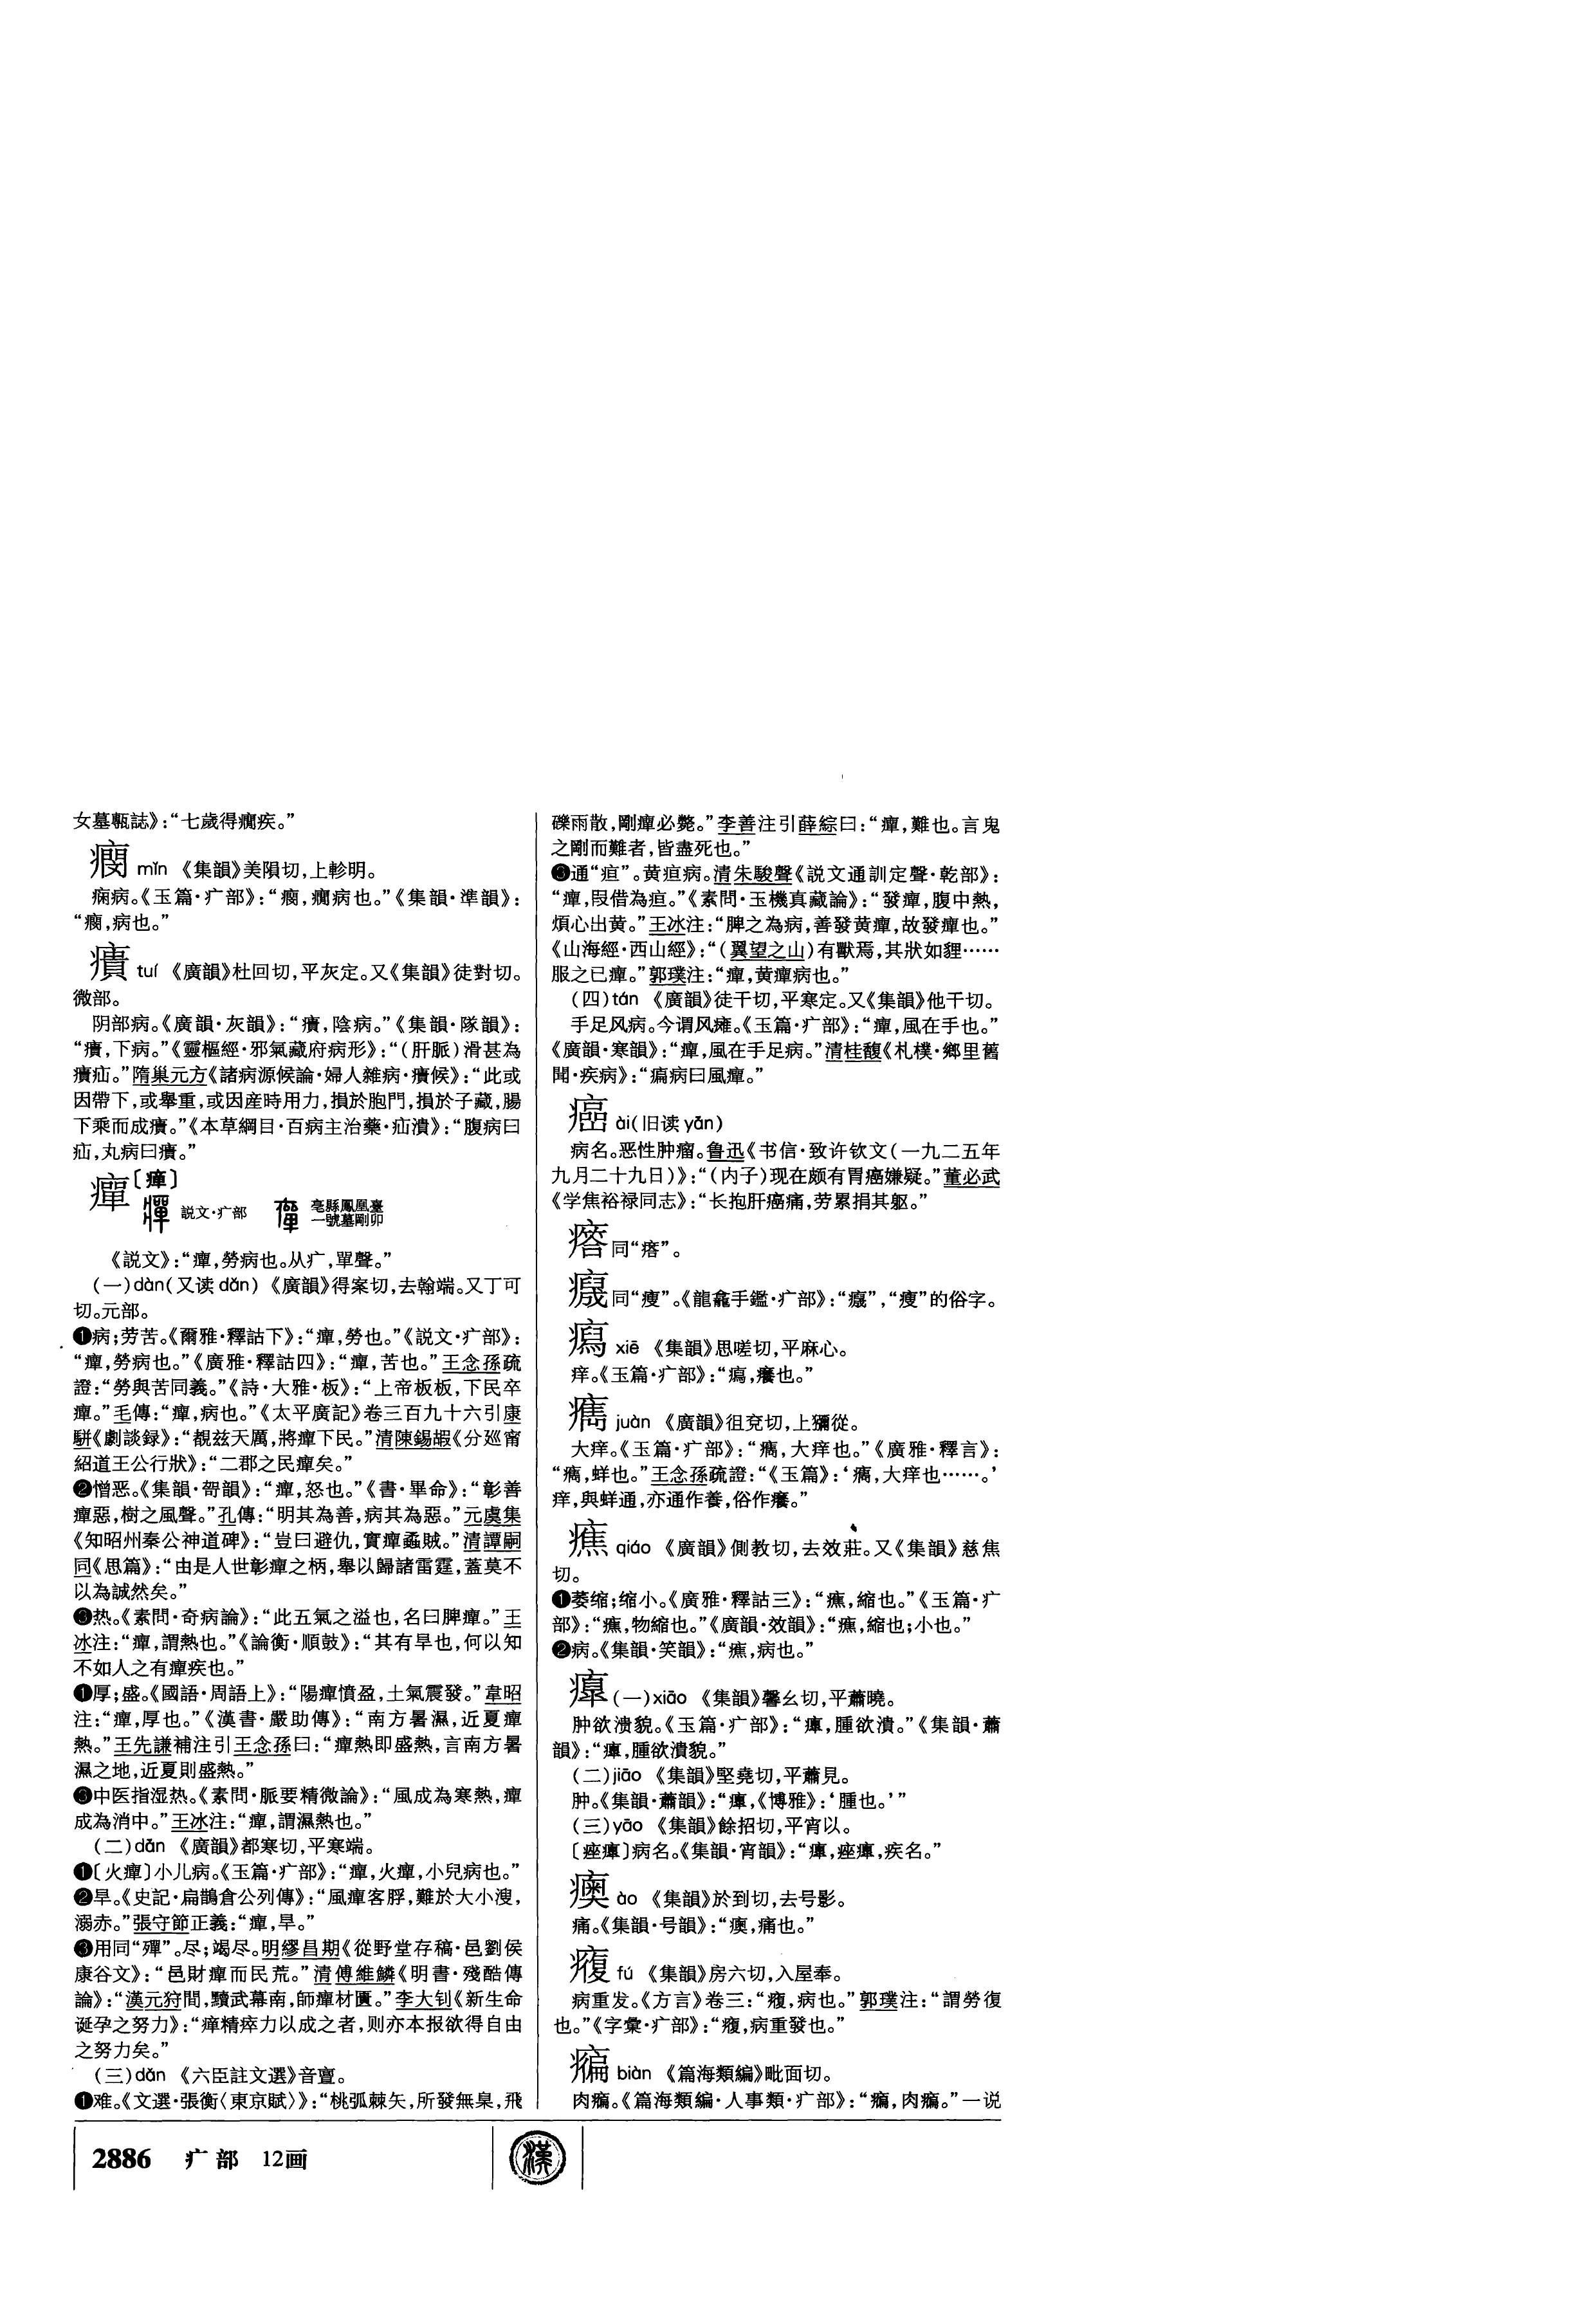 女墓甎誌》：“七歲得癇疾。”
癁 mǐn 《集韻》美隕切，上軫明。
痫病。《玉篇·疒部》：“，癇病也。”《集韻·準韻》：
“，病也。”
㿉 tuí 《廣韻》杜回切，平灰定。又《集韻》徒對切。
微部。
阴部病。《廣韻·灰韻》：“㿉，陰病。”《集韻·隊韻》：
“㿉，下病。”《靈樞經·邪氣藏府病形》：“（肝脈）滑甚為
㿉疝。”隋巢元方《諸病源候論·婦人雜病·㿉候》：“此或
因帶下，或舉重，或因産時用力，損於胞門，損於子藏，腸
下乘而成㿉。”《本草綱目·百病主治藥·疝㿉》：“腹病曰
疝，丸病曰㿉。”
癉〔瘅〕
説文·疒部 亳縣鳳凰臺
一號墓剛卯
《説文》：“癉，勞病也。从疒，單聲。”
（一）dàn（又读 dǎn） 《廣韻》得案切，去翰端。又丁可
切。元部。
❶病；劳苦。《爾雅·釋詁下》：“癉，勞也。”《説文·疒部》：
“癉，勞病也。”《廣雅·釋詁四》：“癉，苦也。”王念孫疏
證：“勞與苦同義。”《詩·大雅·板》：“上帝板板，下民卒
癉。”毛傳：“癉，病也。”《太平廣記》卷三百九十六引康
駢《劇談録》：“覩兹天厲，將癉下民。”清陳錫嘏《分巡甯
紹道王公行狀》：“二郡之民癉矣。”
❷憎恶。《集韻·哿韻》：“癉，怒也。”《書·畢命》：“彰善
癉惡，樹之風聲。”孔傳：“明其為善，病其為惡。”元虞集
《知昭州秦公神道碑》：“豈曰避仇，實癉蟊賊。”清譚嗣
同《思篇》：“由是人世彰癉之柄，舉以歸諸雷霆，蓋莫不
以為誠然矣。”
❸热。《素問·奇病論》：“此五氣之溢也，名曰脾癉。”王
冰注：“癉，謂熱也。”《論衡·順鼓》：“其有旱也，何以知
不如人之有癉疾也。”
❶厚；盛。《國語·周語上》：“陽癉憤盈，土氣震發。”韋昭
注：“癉，厚也。”《漢書·嚴助傳》：“南方暑濕，近夏癉
熱。”王先謙補注引王念孫曰：“癉熱即盛熱，言南方暑
濕之地，近夏則盛熱。”
❸中医指湿热。《素問·脈要精微論》：“風成為寒熱，癉
成為消中。”王冰注：“癉，謂濕熱也。”
（二）dān 《廣韻》都寒切，平寒端。
❶〔火癉〕小儿病。《玉篇·疒部》：“癉，火癉，小兒病也。”
❷旱。《史記·扁鵲倉公列傳》：“風癉客脬，難於大小溲，
溺赤。”張守節正義：“癉，旱。”
❸用同“殫”。尽；竭尽。明繆昌期《從野堂存稿·邑劉侯
康谷文》：“邑財癉而民荒。”清傅維鱗《明書·殘酷傳
論》：“漢元狩間，黷武幕南，師癉材匱。”李大钊《新生命
诞孕之努力》：“瘅精瘁力以成之者，则亦本报欲得自由
之努力矣。”
（三）dǎn 《六臣註文選》音亶。
❶难。《文選·張衡〈東京賦〉》：“桃弧棘矢，所發無臬，飛
礫雨散，剛癉必斃。”李善注引薛綜曰：“癉，難也。言鬼
之剛而難者，皆盡死也。”
❸通“疸”。黄疸病。清朱駿聲《説文通訓定聲·乾部》：
“癉，叚借為疸。”《素問·玉機真藏論》：“發癉，腹中熱，
煩心出黄。”王冰注：“脾之為病，善發黄癉，故發癉也。”
《山海經·西山經》：“（翼望之山）有獸焉，其狀如貍……
服之已癉。”郭璞注：“癉，黄癉病也。”
（四）tán 《廣韻》徒干切，平寒定。又《集韻》他干切。
手足风病。今谓风瘫。《玉篇·疒部》：“癉，風在手也。”
《廣韻·寒韻》：“癉，風在手足病。”清桂馥《札樸·鄉里舊
聞·疾病》：“瘺病曰風癉。”
癌 ài（旧读 yān）
病名。恶性肿瘤。鲁迅《书信·致许钦文（一九二五年
九月二十九日）》：“（内子）现在颇有胃癌嫌疑。”董必武
《学焦裕禄同志》：“长抱肝癌痛，劳累捐其躯。”
同“瘩”。
同“瘦”。《龍龕手鑑·疒部》：“”，“瘦”的俗字。
xiē 《集韻》思嗟切，平麻心。
痒。《玉篇·疒部》：“，癢也。”
juàn 《廣韻》徂兖切，上獮從。
大痒。《玉篇·疒部》：“，大痒也。”《廣雅·釋言》：
“，蛘也。”王念孫疏證：“《玉篇》：‘，大痒也……。’
痒，與蛘通，亦通作養，俗作癢。”
癄 qiáo 《廣韻》側教切，去效莊。又《集韻》慈焦
切。
❶萎缩；缩小。《廣雅·釋詁三》：“癄，縮也。”《玉篇·疒
部》：“癄，物縮也。”《廣韻·效韻》：“癄，縮也；小也。”
❷病。《集韻·笑韻》：“癄，病也。”
（一）xiāo 《集韻》馨幺切，平蕭曉。
肿欲溃貌。《玉篇·疒部》：“，腫欲潰。”《集韻·蕭
韻》：“，腫欲潰貌。”
（二）jiāo 《集韻》堅堯切，平蕭見。
肿。《集韻·蕭韻》：“，《博雅》：‘腫也。’”
（三）yāo 《集韻》餘招切，平宵以。
〔痤〕病名。《集韻·宵韻》：“，痤，疾名。”
ào 《集韻》於到切，去号影。
痛。《集韻·号韻》：“，痛也。”
fú 《集韻》房六切，入屋奉。
病重发。《方言》卷三：“，病也。”郭璞注：“謂勞復
也。”《字彙·疒部》：“，病重發也。”
biàn 《篇海類編》毗面切。
肉。《篇海類編·人事類·疒部》：“，肉。”一说
2886 疒部 12画
漢